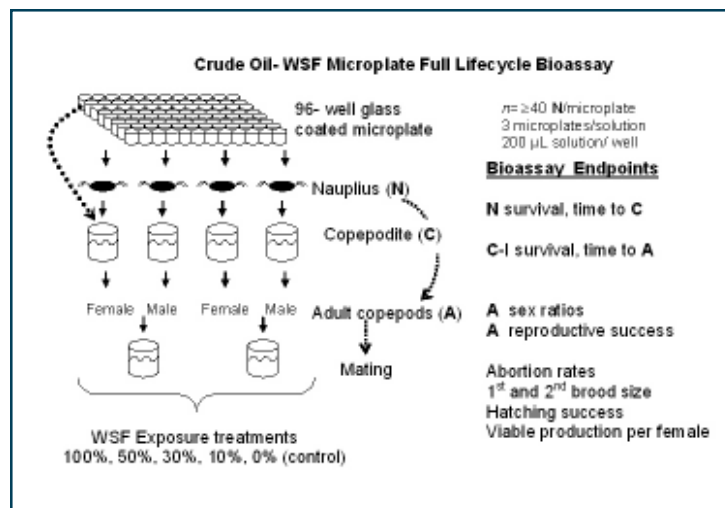 Crude Oil- WSF Microplate Full Lifecycle Bioassay
96- well glass
coated microplate
n= ≥40 N/microplate
3 microplates/solution
200 µL solution/ well
Bioassay Endpoints
Nauplius (N)
N survival, time to C
Copepodite (C)
C-I survival, time to A
Female Male Female Male
Adult copepods (A)
A sex ratios
A reproductive success
Mating
Abortion rates
1st and 2nd brood size
Hatching success
Viable production per female
WSF Exposure treatments
100%, 50%, 30%, 10%, 0% (control)